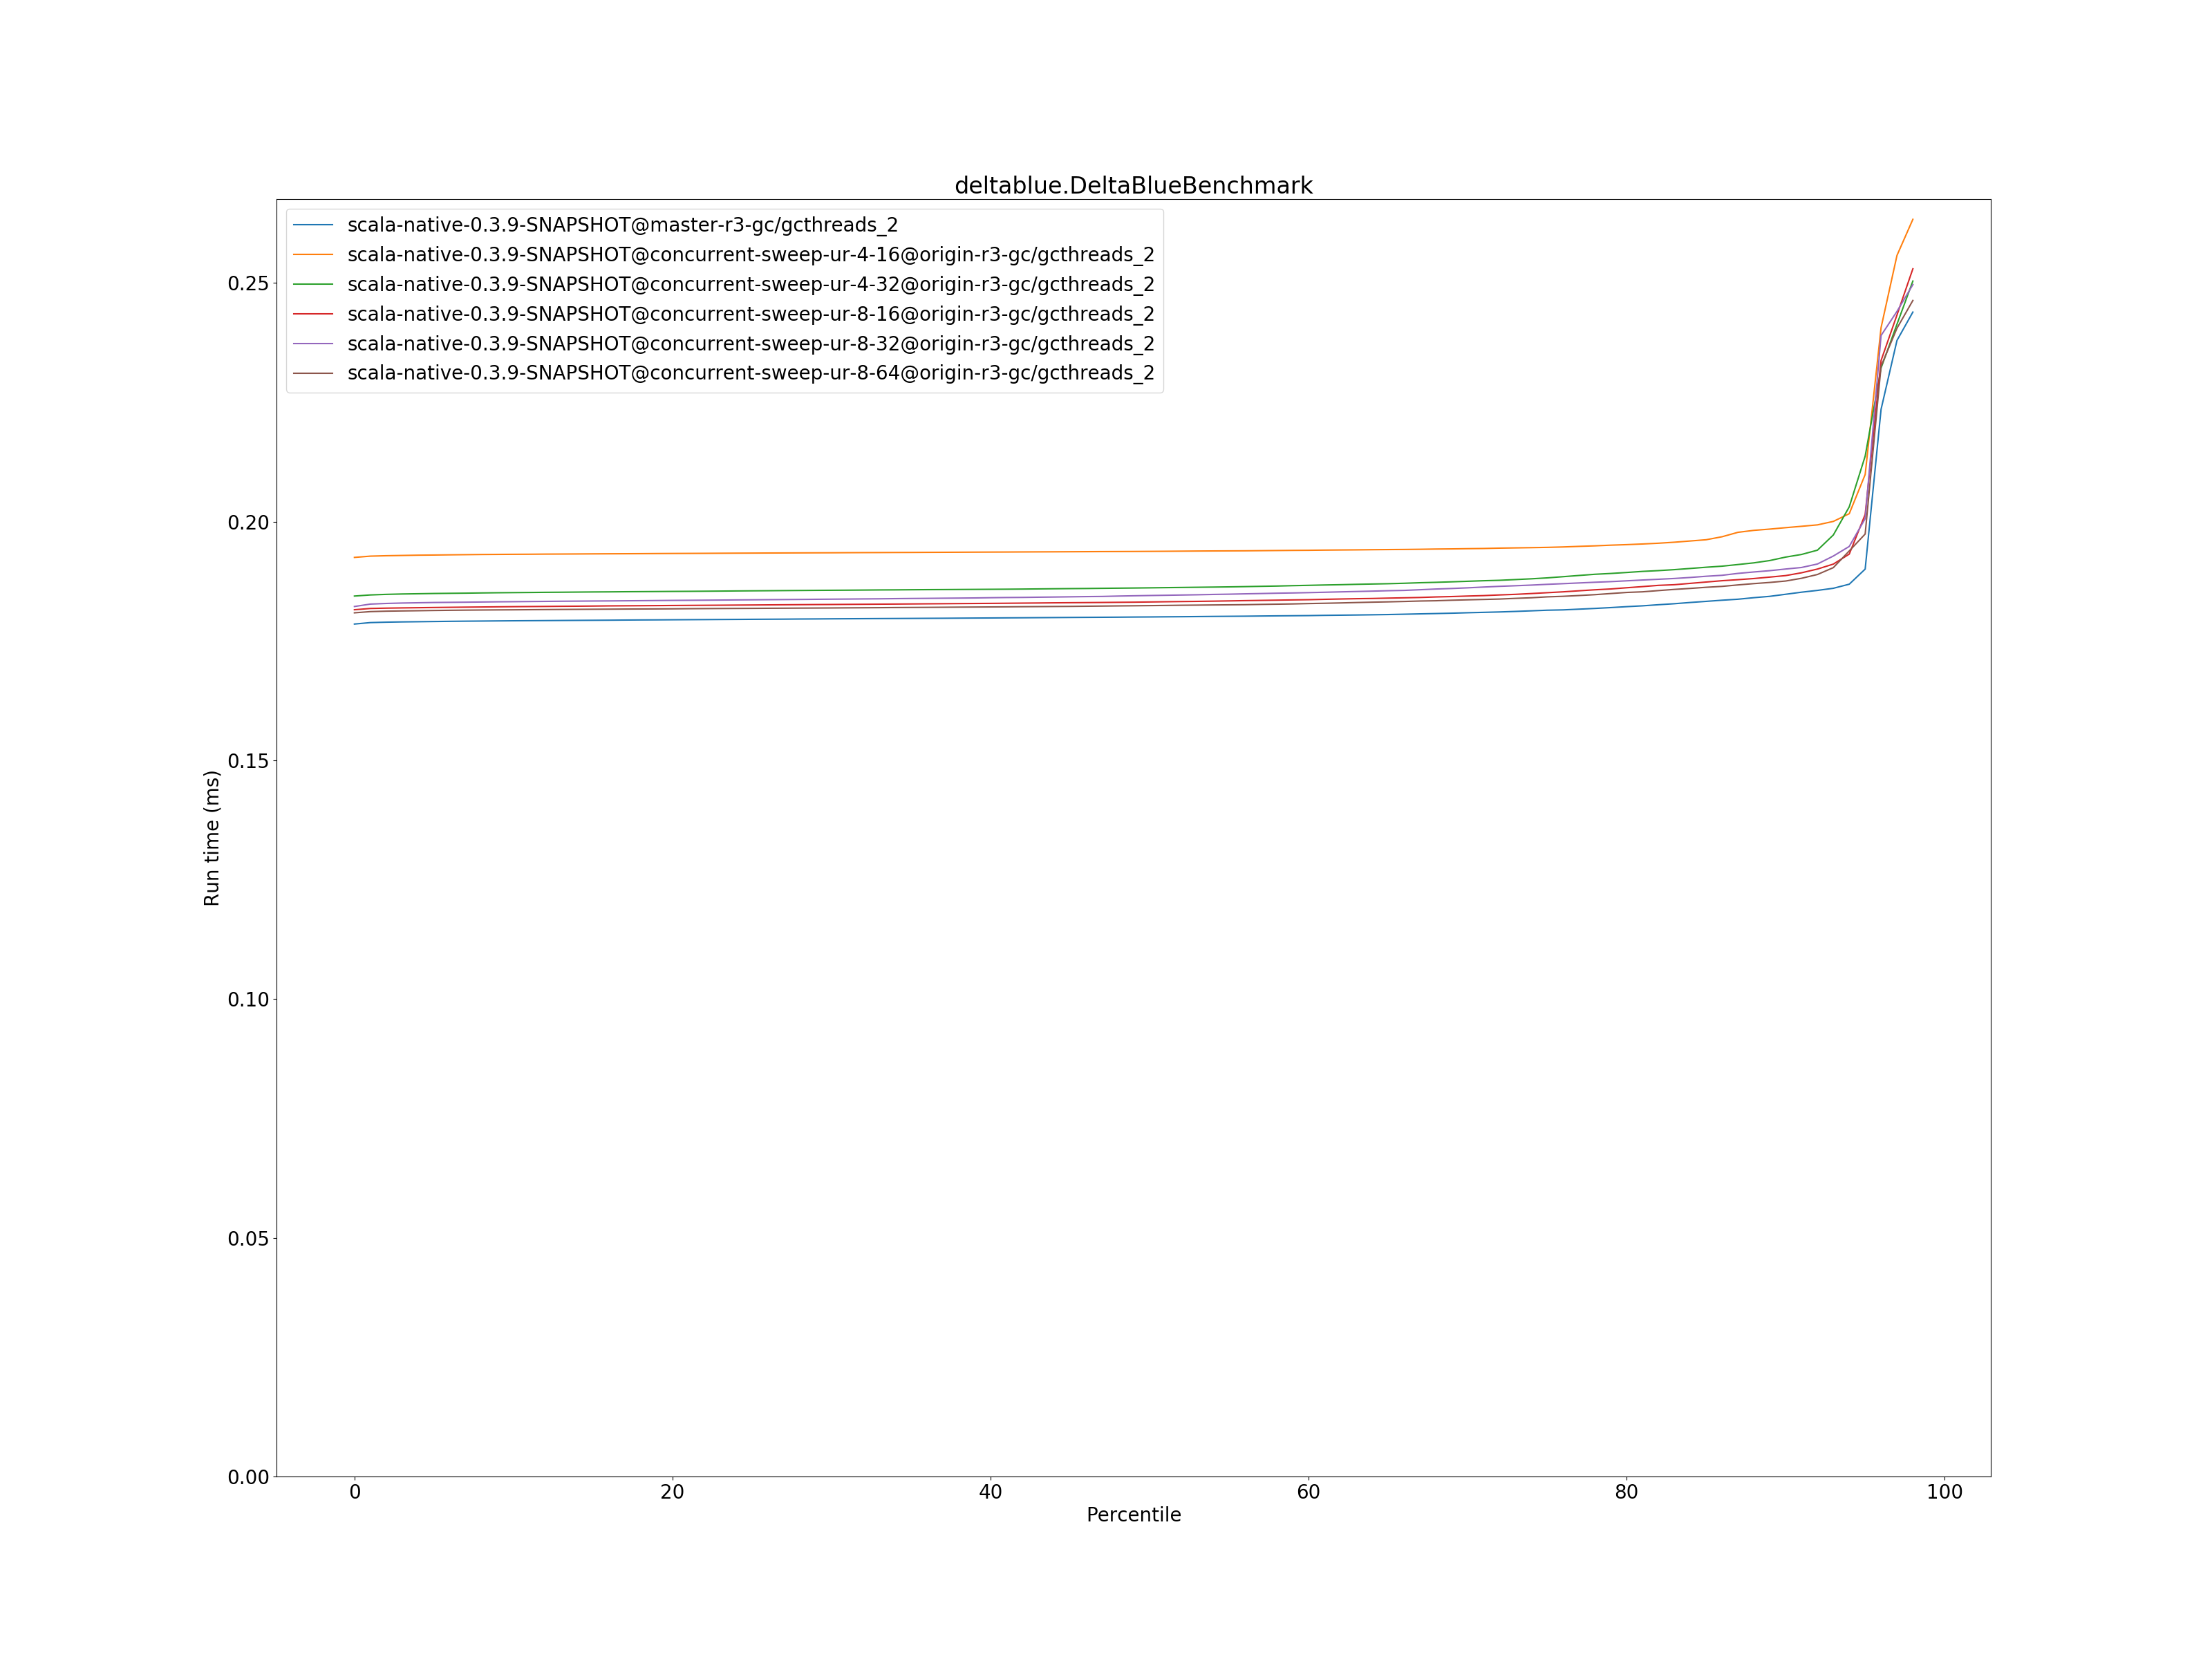 deltablue.DeltaBlueBenchmark
scala-native-0.3.9-SNAPSHOT@master-r3-gc/gcthreads_2
scala-native-0.3.9-SNAPSHOT@concurrent-sweep-ur-4-16@origin-r3-gc/gcthreads_2
scala-native-0.3.9-SNAPSHOT@concurrent-sweep-ur-4-32@origin-r3-gc/gcthreads_2
scala-native-0.3.9-SNAPSHOT@concurrent-sweep-ur-8-16@origin-r3-gc/gcthreads_2
scala-native-0.3.9-SNAPSHOT@concurrent-sweep-ur-8-32@origin-r3-gc/gcthreads_2
scala-native-0.3.9-SNAPSHOT@concurrent-sweep-ur-8-64@origin-r3-gc/gcthreads_2
0.25
0.20
0.15
0.10
0.05
0.00
Run time (ms)
0 20 40 60 80 100
Percentile